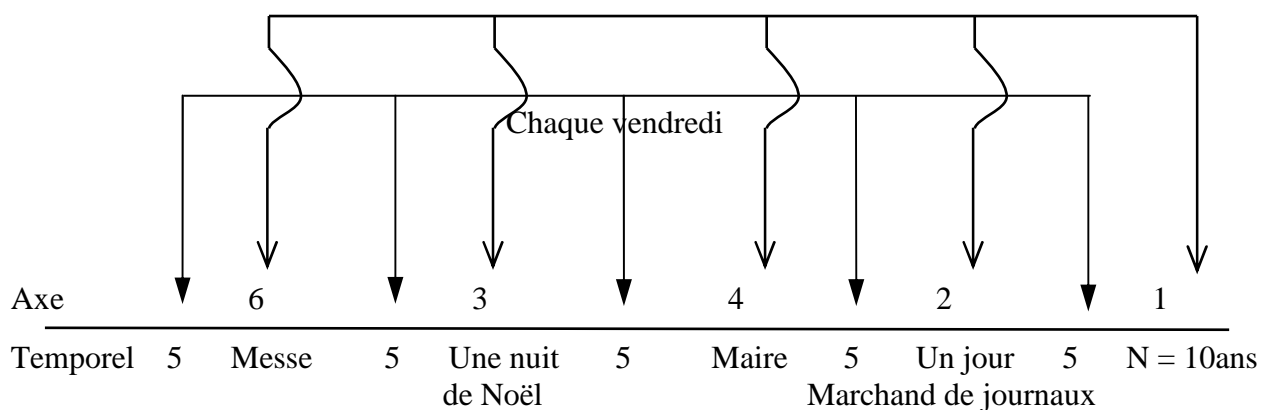 Chaque vendredi
Axe 6 3 4 2 1
Temporel 5 Messe 5 Une nuit 5 Maire 5 Un jour 5 N = 10ans
de Noël Marchand de journaux